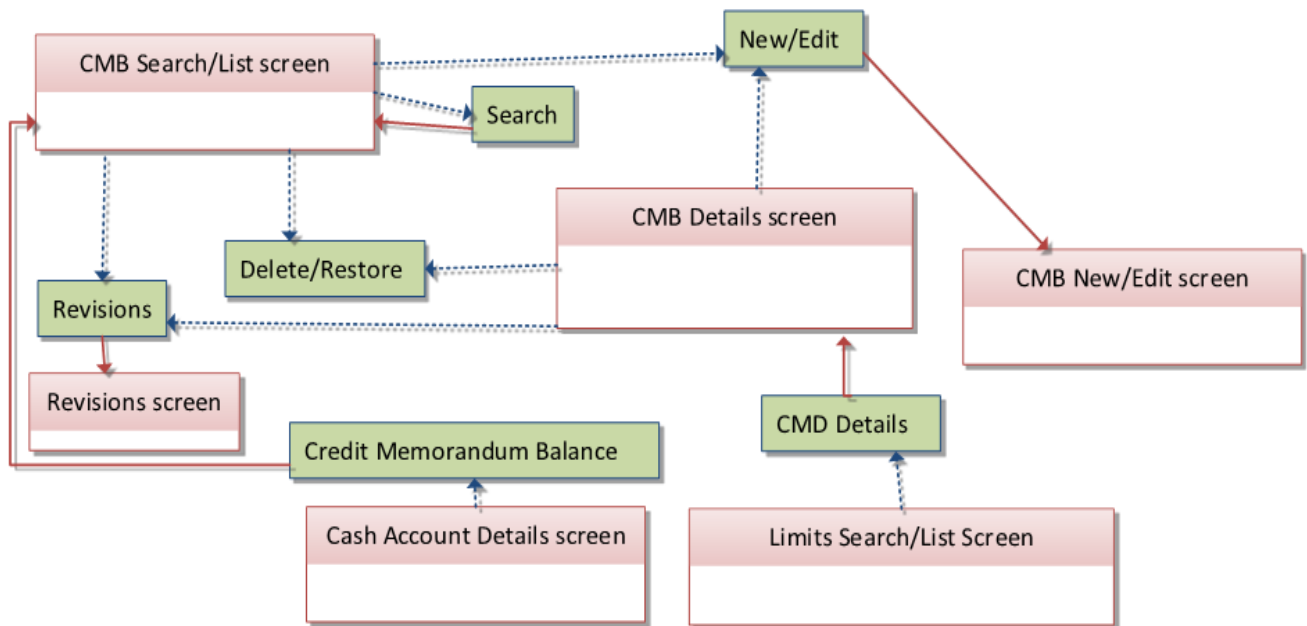 New/Edit
CMB Search/List screen
Search
CMB Details screen
Delete/Restore
CMB New/Edit screen
Revisions
Revisions screen
CMD Details
Credit Memorandum Balance
Cash Account Details screen
Limits Search/List Screen